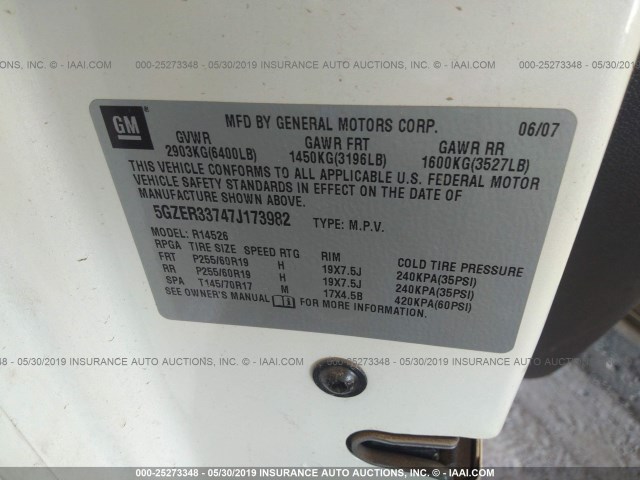 000-25273348 - 05/30/2019 INSURANCE AUTO AUCTIONS, INC. - IAAI.COM
GM
MFD BY GENERAL MOTORS CORP. 06/07
GVWR GAWR FRT GAWR RR
2903KG(6400LB) 1450KG(3196LB) 1600KG(3527LB)
THIS VEHICLE CONFORMS TO ALL APPLICABLE U.S. FEDERAL MOTOR
VEHICLE SAFETY STANDARDS IN EFFECT ON THE DATE OF
MANUFACTURE SHOWN ABOVE.
5GZER33747J173982 TYPE: M.P.V.
MODEL: R14526
RPGA TIRE SIZE SPEED RTG RIM COLD TIRE PRESSURE
FRT P255/60R19 H 19X7.5J 240KPA(35PSI)
RR P255/60R19 H 19X7.5J 240KPA(35PSI)
SPA T145/70R17 M 17X4.5B 420KPA(60PSI)
SEE OWNER'S MANUAL FOR MORE INFORMATION.
000-25273348 - 05/30/2019 INSURANCE AUTO AUCTIONS, INC. - IAAI.COM
000-25273348 - 05/30/2019 INSURANCE AUTO AUCTIONS, INC. - IAAI.COM